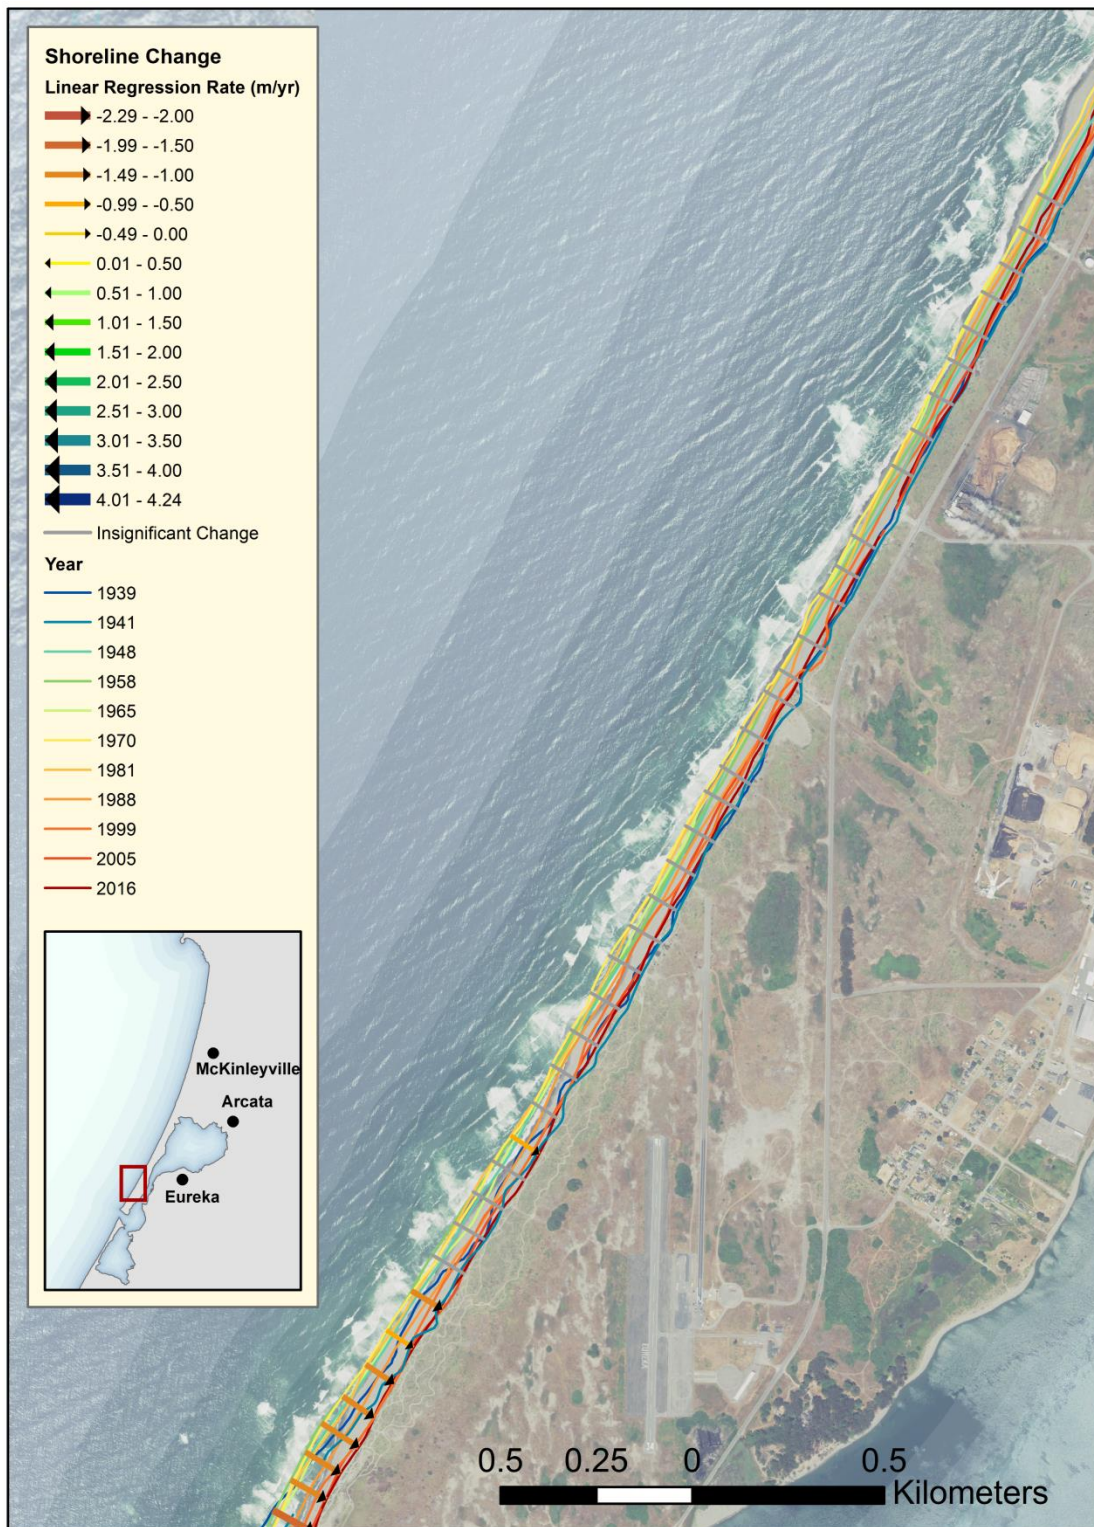 Shoreline Change
Linear Regression Rate (m/yr)
-2.29 - -2.00
-1.99 - -1.50
-1.49 - -1.00
-0.99 - -0.50
-0.49 - 0.00
0.01 - 0.50
0.51 - 1.00
1.01 - 1.50
1.51 - 2.00
2.01 - 2.50
2.51 - 3.00
3.01 - 3.50
3.51 - 4.00
4.01 - 4.24
Insignificant Change
Year
1939
1941
1948
1958
1965
1970
1981
1988
1999
2005
2016
McKinleyville
Arcata
Eureka
0.5 0.25 0 0.5
Kilometers